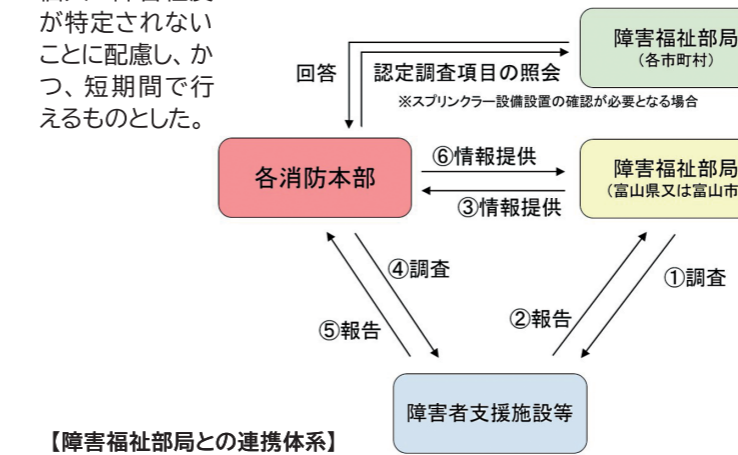 が特定されない
ことに配慮し、か
つ、短期間で行
えるものとした。
障害福祉部局
（各市町村）
回答
認定調査項目の照会
※スプリンクラー設備設置の確認が必要となる場合
各消防本部
⑥情報提供
③情報提供
障害福祉部局
（富山県又は富山市
④調査
①調査
⑤報告
②報告
障害者支援施設等
【障害福祉部局との連携体系】